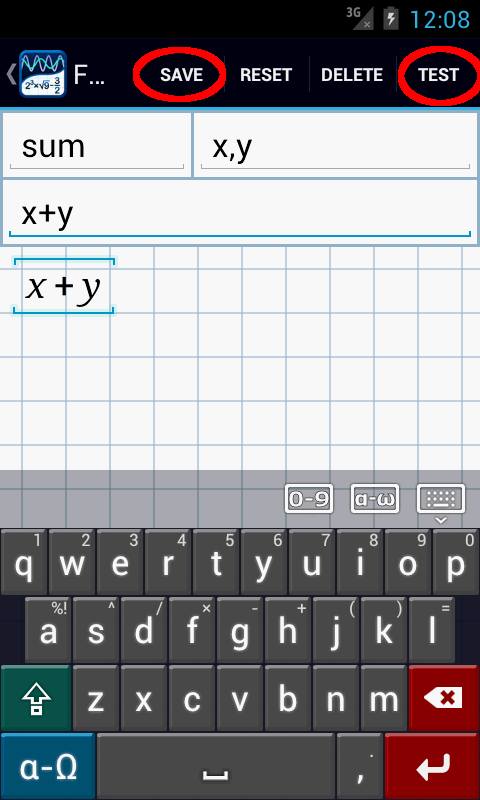 3G 12:08
F... SAVE RESET DELETE TEST
sum x,y
x+y
x + y
0-9 α-ω
1 2 3 4 5 6 7 8 9 0
q w e r t y u i o p
%! ^ / × - + ( ) =
a s d f g h j k l
z x c v b n m
α-Ω , .